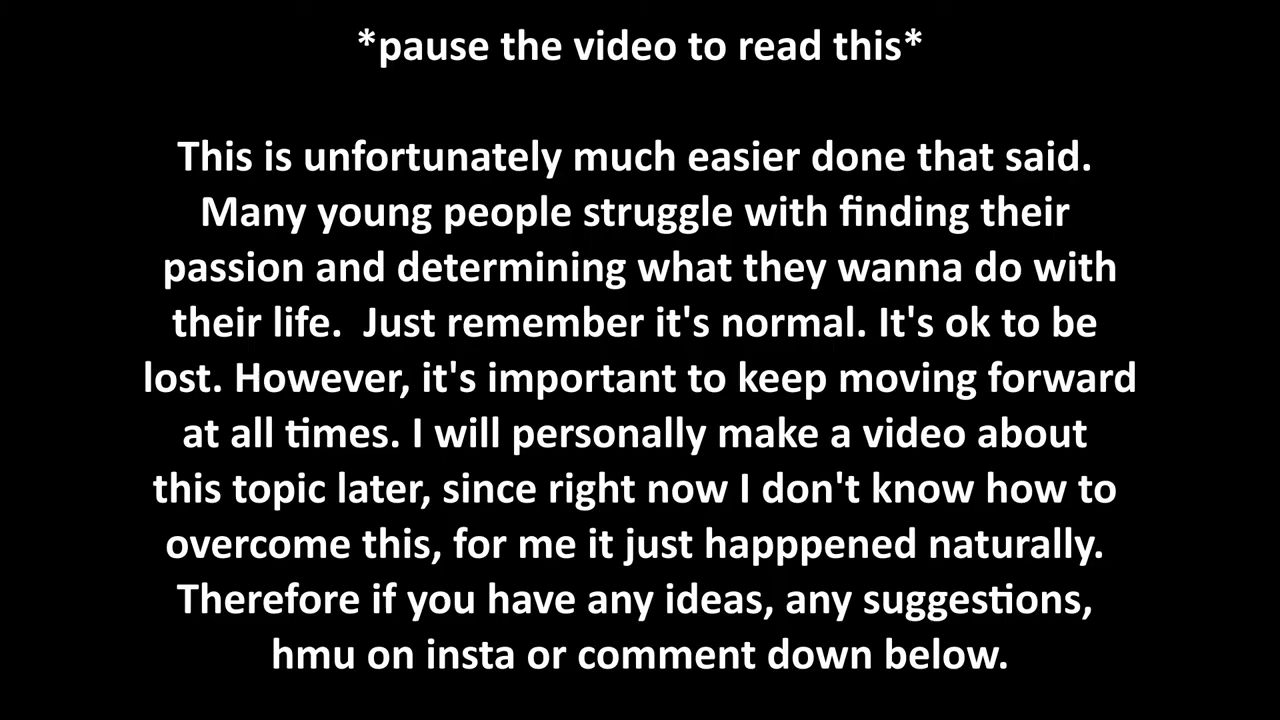 *pause the video to read this*
This is unfortunately much easier done that said.
Many young people struggle with finding their
passion and determining what they wanna do with
their life.  Just remember it's normal. It's ok to be
lost. However, it's important to keep moving forward
at all times. I will personally make a video about
this topic later, since right now I don't know how to
overcome this, for me it just happpened naturally.
Therefore if you have any ideas, any suggestions,
hmu on insta or comment down below.